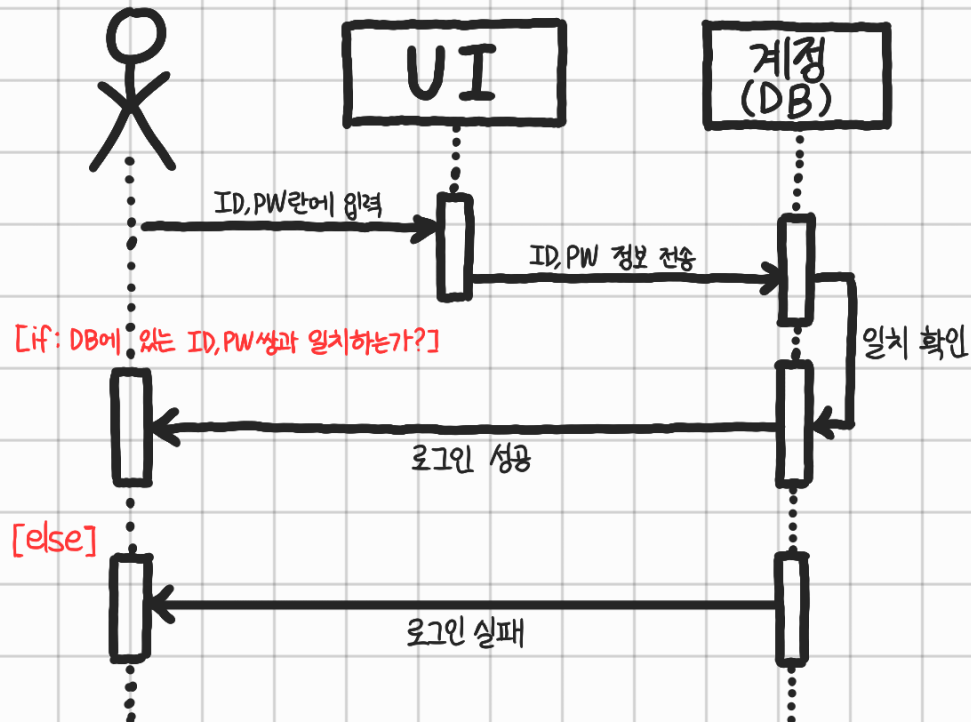 UI
계정
(DB)
ID,PW란에 입력
ID,PW 정보 전송
[if: DB에 있는 ID,PW쌍과 일치하는가?]
일치 확인
로그인 성공
[else]
로그인 실패